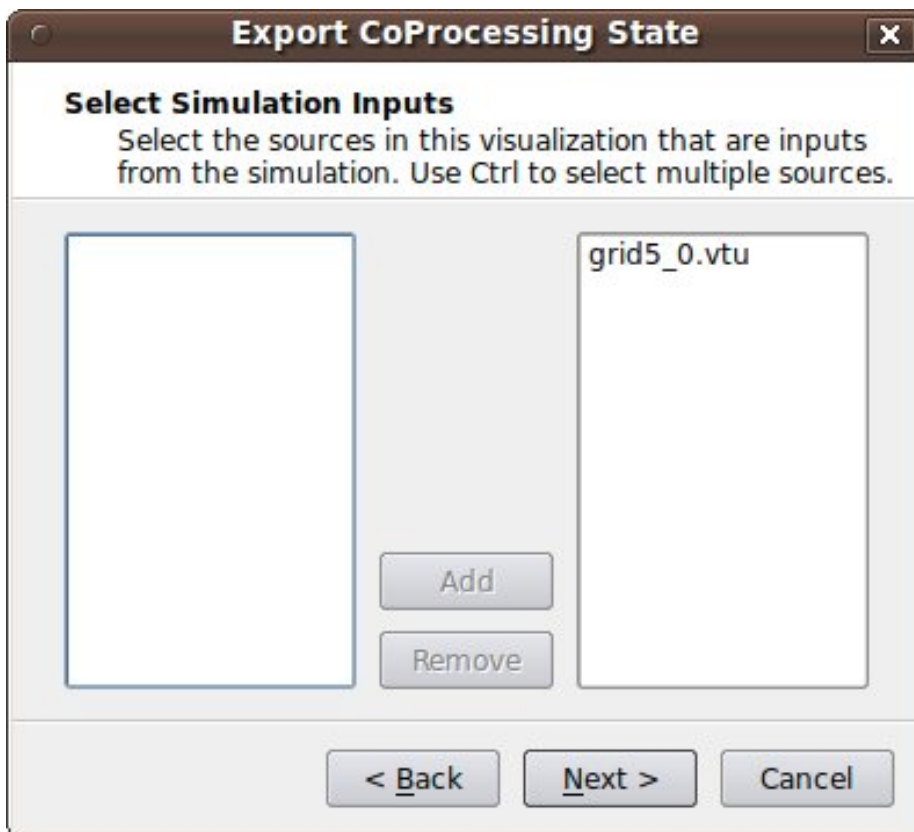 Export CoProcessing State
Select Simulation Inputs
Select the sources in this visualization that are inputs
from the simulation. Use Ctrl to select multiple sources.
grid5_0.vtu
Add
Remove
< Back
Next >
Cancel